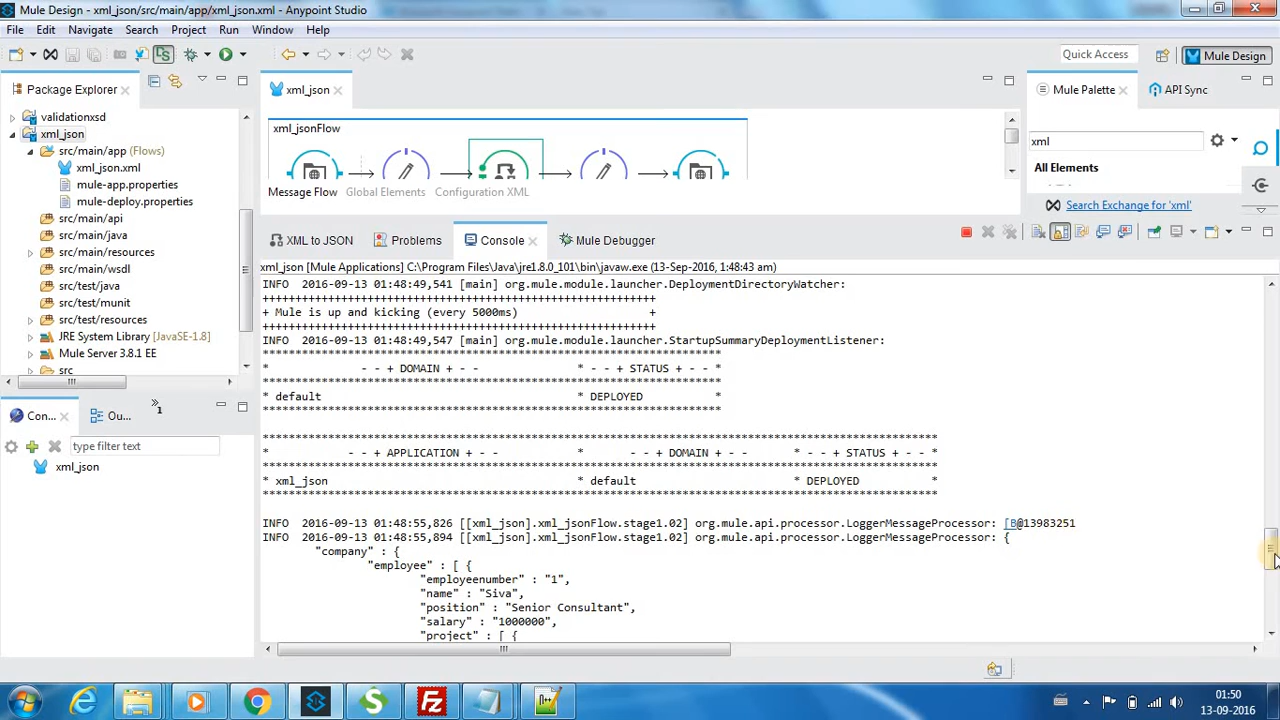 Mule Design - xml_json/src/main/app/xml_json.xml - Anypoint Studio
File Edit Navigate Search Project Run Window Help
Quick Access
Mule Design
Package Explorer
validationxsd
xml_json
src/main/app (Flows)
xml_json.xml
mule-app.properties
mule-deploy.properties
src/main/api
src/main/java
src/main/resources
src/main/wsdl
src/test/java
src/test/munit
src/test/resources
JRE System Library [JavaSE-1.8]
Mule Server 3.8.1 EE
src
Con...
Ou...
»1
type filter text
xml_json
xml_json
xml_jsonFlow
Message Flow Global Elements Configuration XML
Mule Palette
API Sync
xml
All Elements
Search Exchange for 'xml'
XML to JSON
Problems
Console
Mule Debugger
xml_json [Mule Applications] C:\Program Files\Java\jre1.8.0_101\bin\javaw.exe (13-Sep-2016, 1:48:43 am)
INFO 2016-09-13 01:48:49,541 [main] org.mule.module.launcher.DeploymentDirectoryWatcher:
++++++++++++++++++++++++++++++++++++++++++++++++++++++++++++
+ Mule is up and kicking (every 5000ms) +
++++++++++++++++++++++++++++++++++++++++++++++++++++++++++++
INFO 2016-09-13 01:48:49,547 [main] org.mule.module.launcher.StartupSummaryDeploymentListener:
**********************************************************************
* - - + DOMAIN + - - * - - + STATUS + - - *
**********************************************************************
* default * DEPLOYED *
**********************************************************************
*******************************************************************************************************
* - - + APPLICATION + - - * - - + DOMAIN + - - * - - + STATUS + - - *
*******************************************************************************************************
* xml_json * default * DEPLOYED *
*******************************************************************************************************
INFO 2016-09-13 01:48:55,826 [[xml_json].xml_jsonFlow.stage1.02] org.mule.api.processor.LoggerMessageProcessor: [B@13983251
INFO 2016-09-13 01:48:55,894 [[xml_json].xml_jsonFlow.stage1.02] org.mule.api.processor.LoggerMessageProcessor: {
"company" : {
"employee" : [ {
"employeenumber" : "1",
"name" : "Siva",
"position" : "Senior Consultant",
"salary" : "1000000",
"project" : [ {
01:50
13-09-2016